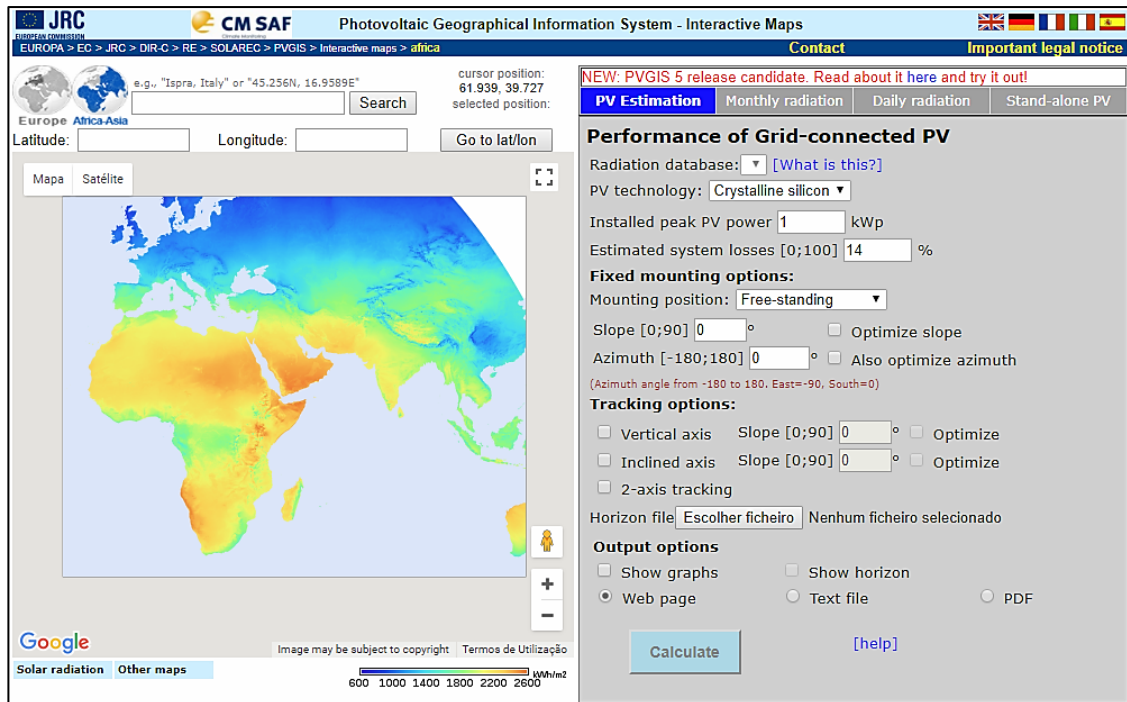 JRC
EUROPEAN COMMISSION
CM SAF
Climate Monitoring
Photovoltaic Geographical Information System - Interactive Maps
EUROPA > EC > JRC > DIR-C > RE > SOLAREC > PVGIS > Interactive maps > africa
Contact
Important legal notice
Europe
Africa-Asia
e.g., "Ispra, Italy" or "45.256N, 16.9589E"
Search
cursor position:
61.939, 39.727
selected position:
Latitude:
Longitude:
Go to lat/lon
Mapa
Satélite
Google
Image may be subject to copyright
Termos de Utilização
Solar radiation
Other maps
600 1000 1400 1800 2200 2600
kWh/m2
NEW: PVGIS 5 release candidate. Read about it here and try it out!
PV Estimation
Monthly radiation
Daily radiation
Stand-alone PV
Performance of Grid-connected PV
Radiation database: [What is this?]
PV technology: Crystalline silicon
Installed peak PV power 1 kWp
Estimated system losses [0;100] 14 %
Fixed mounting options:
Mounting position: Free-standing
Slope [0;90] 0 ° Optimize slope
Azimuth [-180;180] 0 ° Also optimize azimuth
(Azimuth angle from -180 to 180. East=-90, South=0)
Tracking options:
Vertical axis Slope [0;90] 0 ° Optimize
Inclined axis Slope [0;90] 0 ° Optimize
2-axis tracking
Horizon file Escolher ficheiro Nenhum ficheiro selecionado
Output options
Show graphs Show horizon
Web page Text file PDF
Calculate
[help]